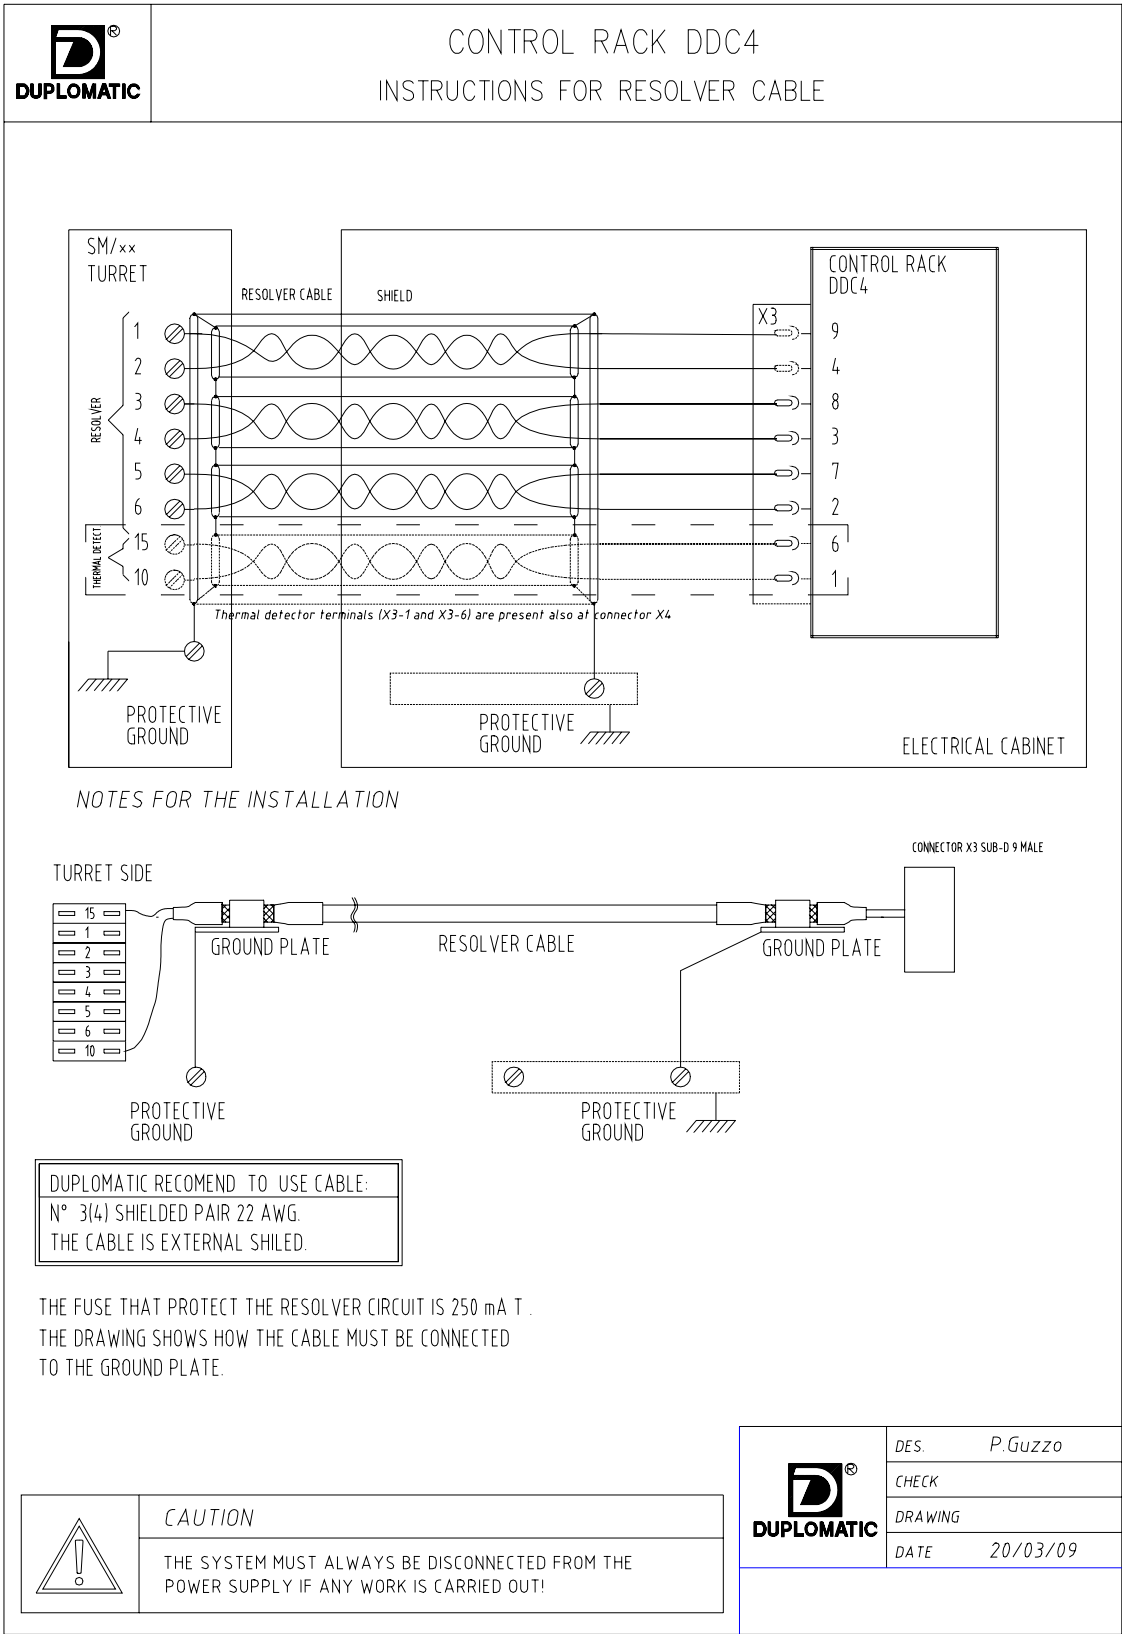 D ®
DUPLOMATIC
CONTROL RACK DDC4
INSTRUCTIONS FOR RESOLVER CABLE
SM/xx
TURRET
RESOLVER CABLE
SHIELD
CONTROL RACK
DDC4
X3
RESOLVER
1
2
3
4
5
6
THERMAL DETECT.
15
10
9
4
8
3
7
2
6
1
Thermal detector terminals (X3-1 and X3-6) are present also at connector X4
PROTECTIVE
GROUND
PROTECTIVE
GROUND
ELECTRICAL CABINET
NOTES FOR THE INSTALLATION
CONNECTOR X3 SUB-D 9 MALE
TURRET SIDE
15
1
2
3
4
5
6
10
GROUND PLATE
RESOLVER CABLE
GROUND PLATE
PROTECTIVE
GROUND
PROTECTIVE
GROUND
DUPLOMATIC RECOMEND TO USE CABLE:
N° 3(4) SHIELDED PAIR 22 AWG.
THE CABLE IS EXTERNAL SHILED.
THE FUSE THAT PROTECT THE RESOLVER CIRCUIT IS 250 mA T .
THE DRAWING SHOWS HOW THE CABLE MUST BE CONNECTED
TO THE GROUND PLATE.
CAUTION
THE SYSTEM MUST ALWAYS BE DISCONNECTED FROM THE
POWER SUPPLY IF ANY WORK IS CARRIED OUT!
D ®
DUPLOMATIC
DES. P.Guzzo
CHECK
DRAWING
DATE 20/03/09